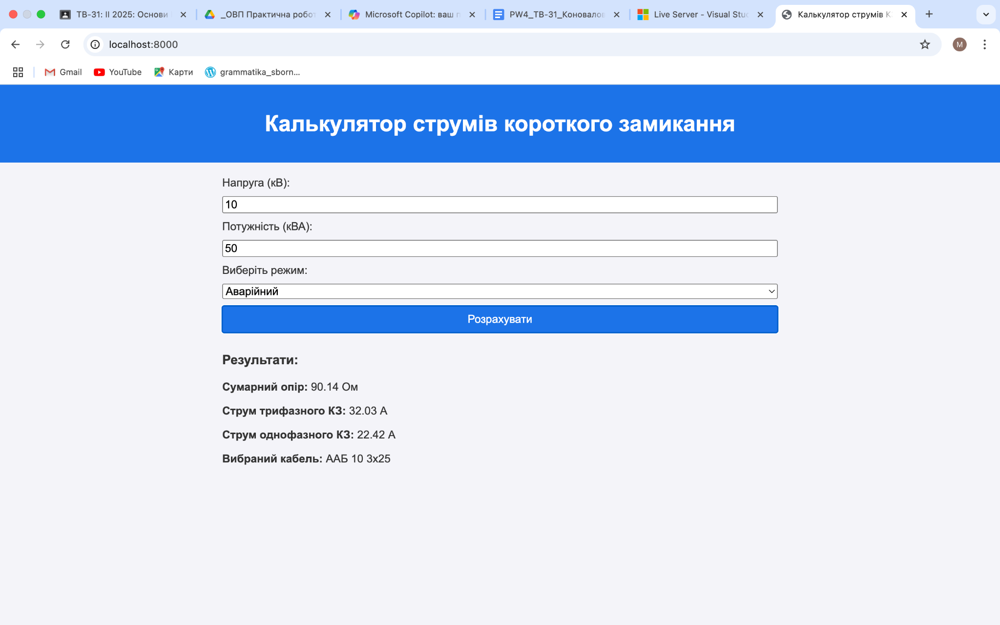 ТВ-31: ІІ 2025: Основи
_ОВП Практична робот
Microsoft Copilot: ваш п
PW4_ТВ-31_Коновалов
Live Server - Visual Stud
Калькулятор струмів К
localhost:8000
M
Gmail
YouTube
Карти
grammatika_sborn...
Калькулятор струмів короткого замикання
Напруга (кВ):
10
Потужність (кВА):
50
Виберіть режим:
Аварійний
Розрахувати
Результати:
Сумарний опір: 90.14 Ом
Струм трифазного КЗ: 32.03 А
Струм однофазного КЗ: 22.42 А
Вибраний кабель: ААБ 10 3х25